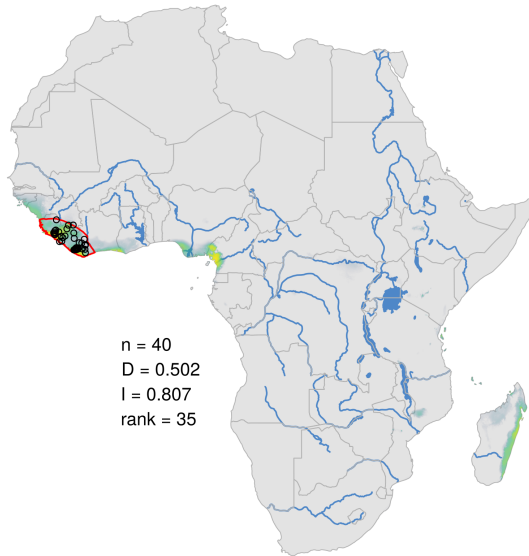 n = 40
D = 0.502
I = 0.807
rank = 35